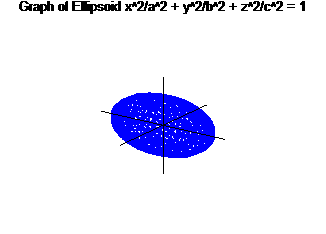 Graph of Ellipsoid x^2/a^2 + y^2/b^2 + z^2/c^2 = 1